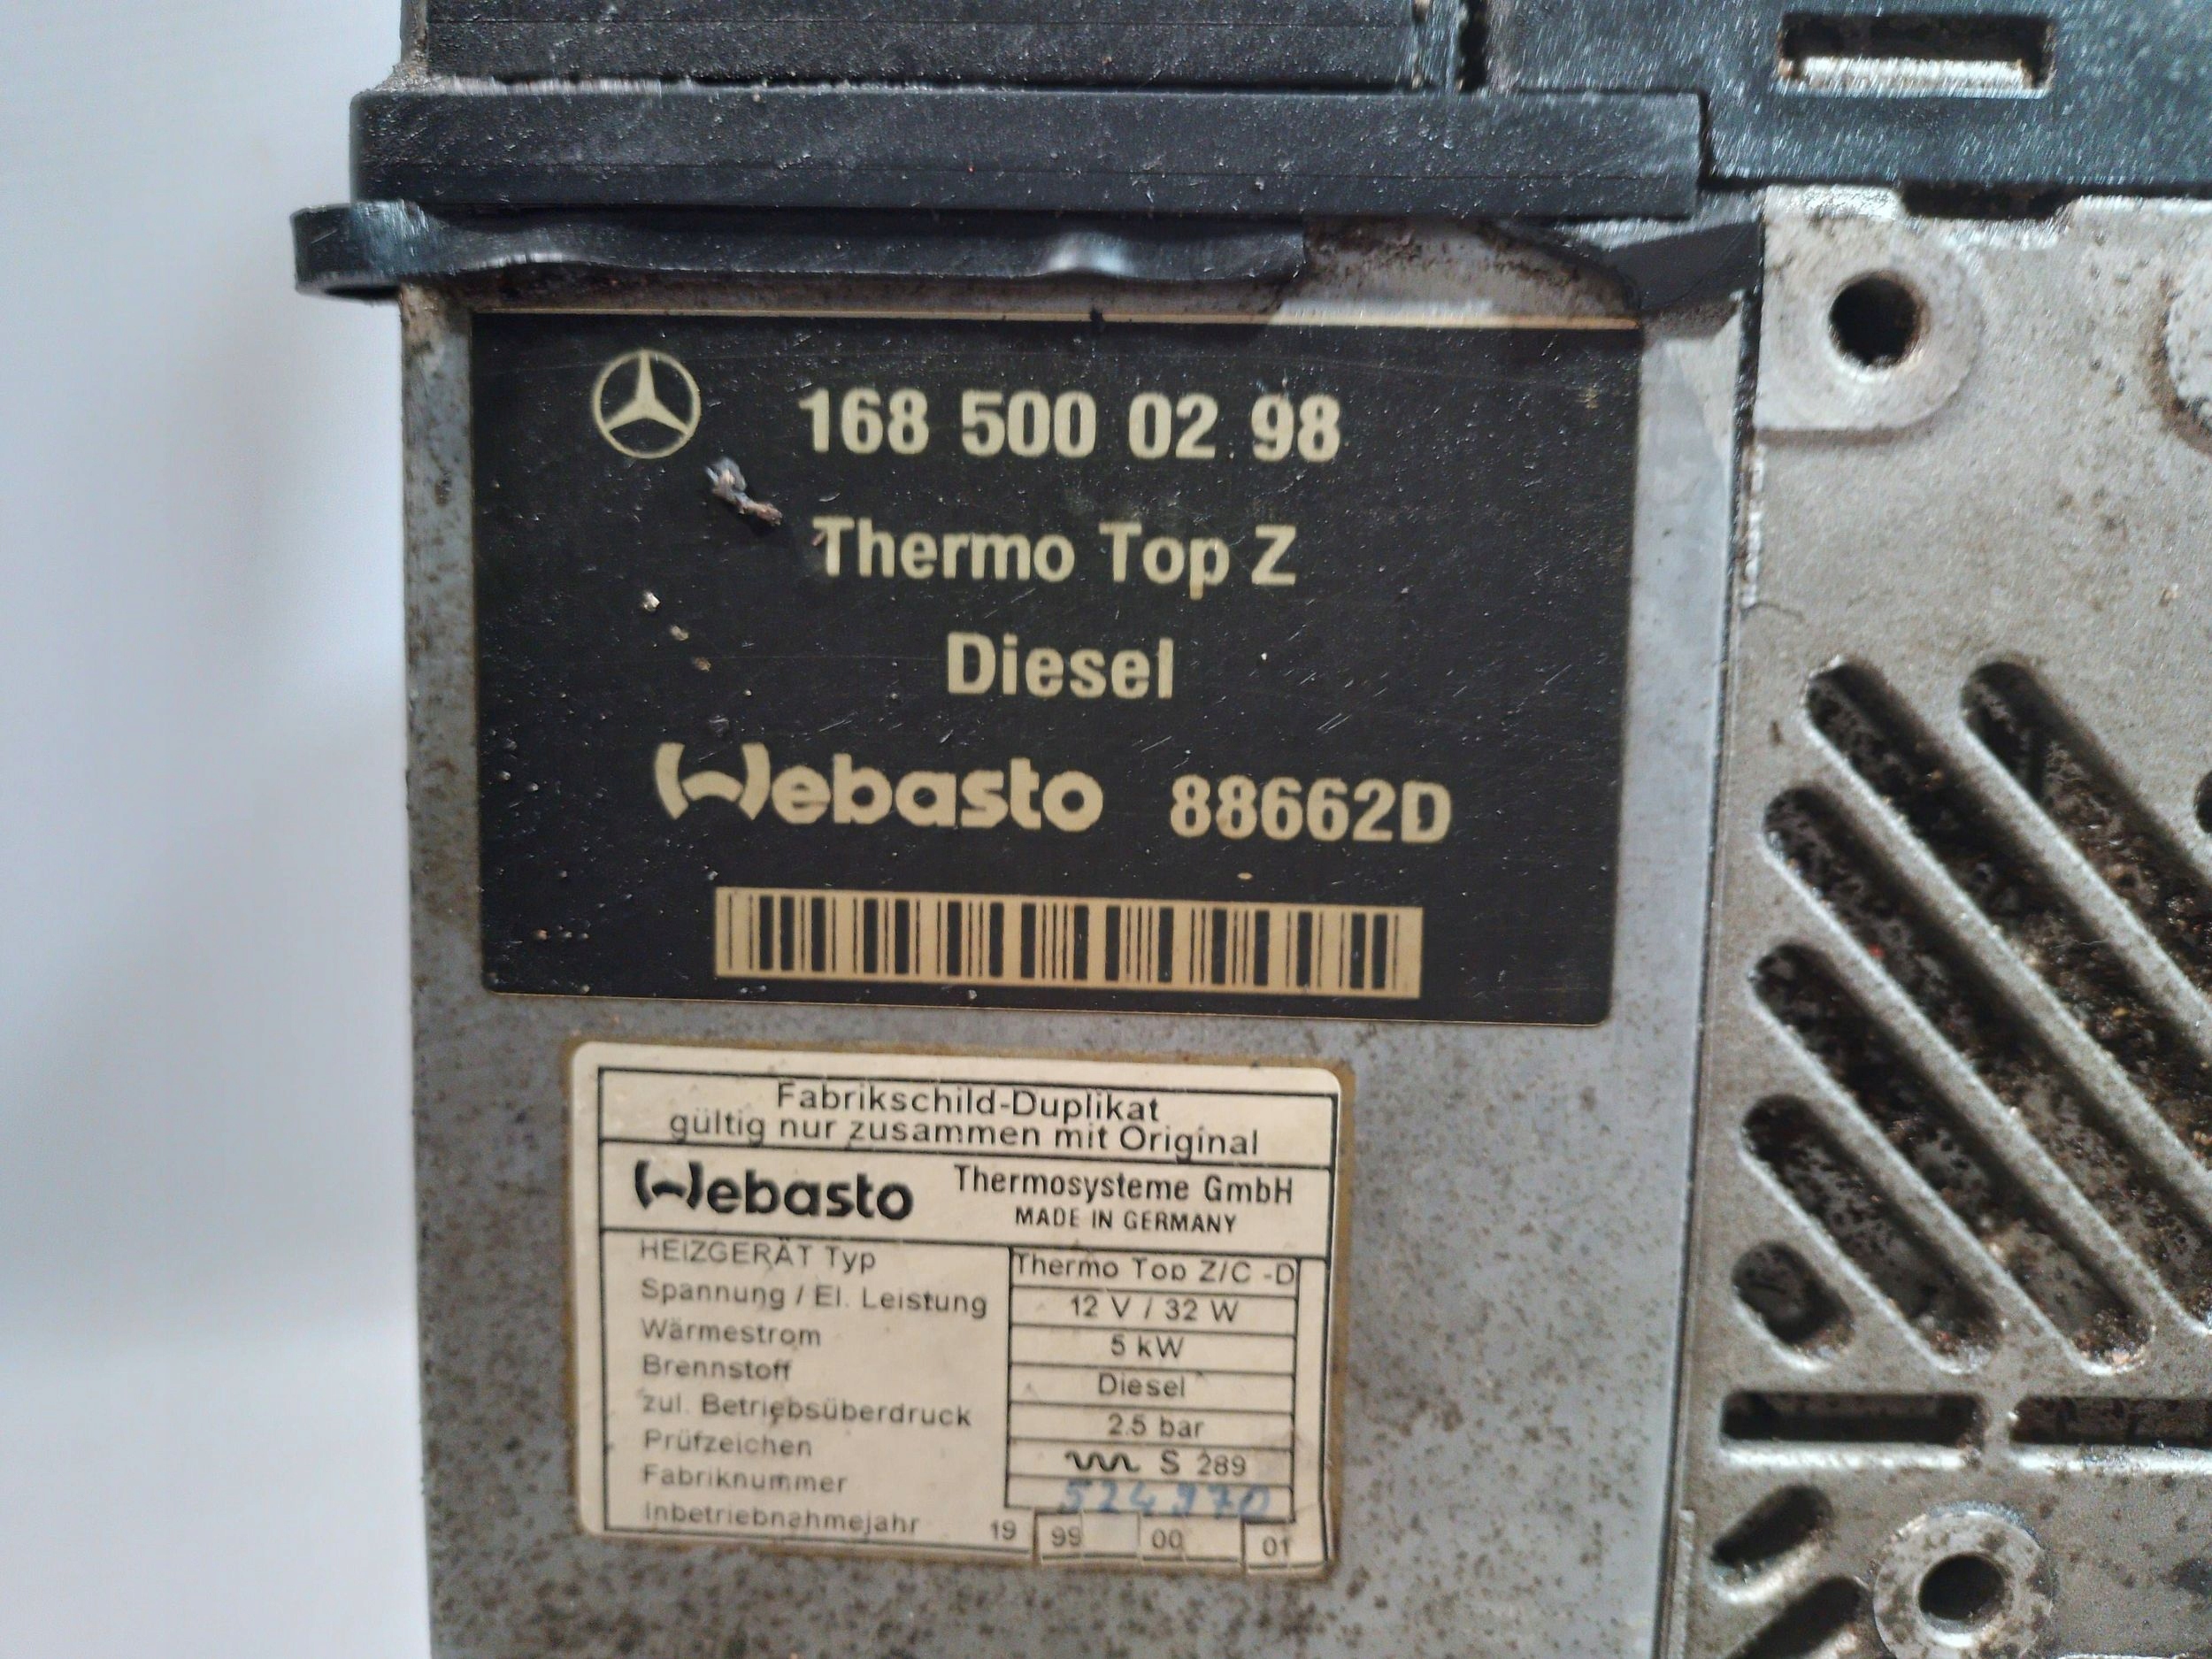 168 500 02 98
Thermo Top Z
Diesel
Webasto 88662D
Fabrikschild-Duplikat
gültig nur zusammen mit Original
Webasto Thermosysteme GmbH
MADE IN GERMANY
HEIZGERÄT Typ Thermo Top Z/C -D
Spannung / El. Leistung 12 V / 32 W
Wärmestrom 5 kW
Brennstoff Diesel
zul. Betriebsüberdruck 2.5 bar
Prüfzeichen S 289
Fabriknummer 524970
Inbetriebnahmejahr 19 99 00 01